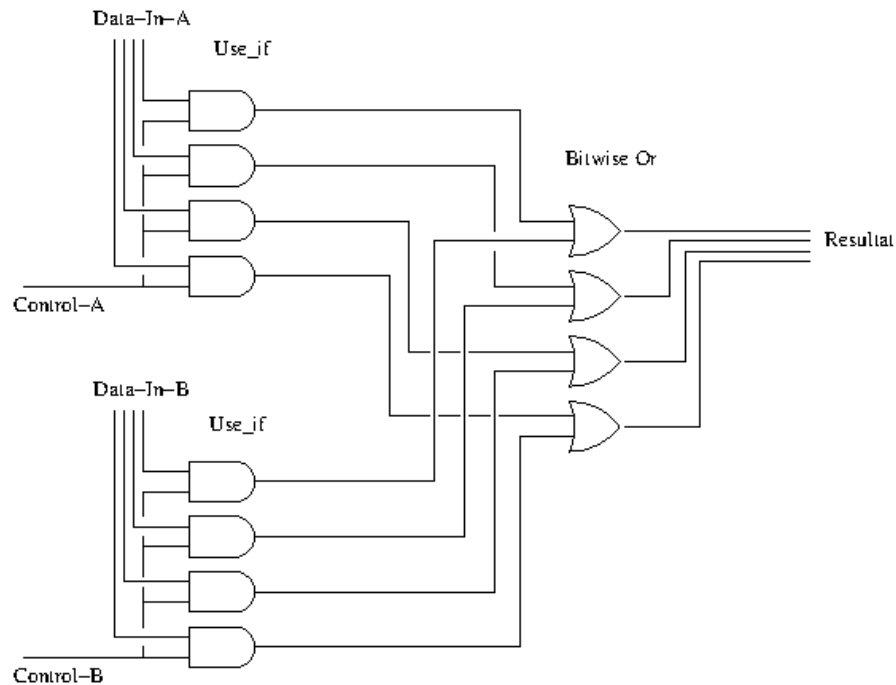 Data-In-A
Use_if
Bitwise Or
Resultat
Control-A
Data-In-B
Use_if
Control-B